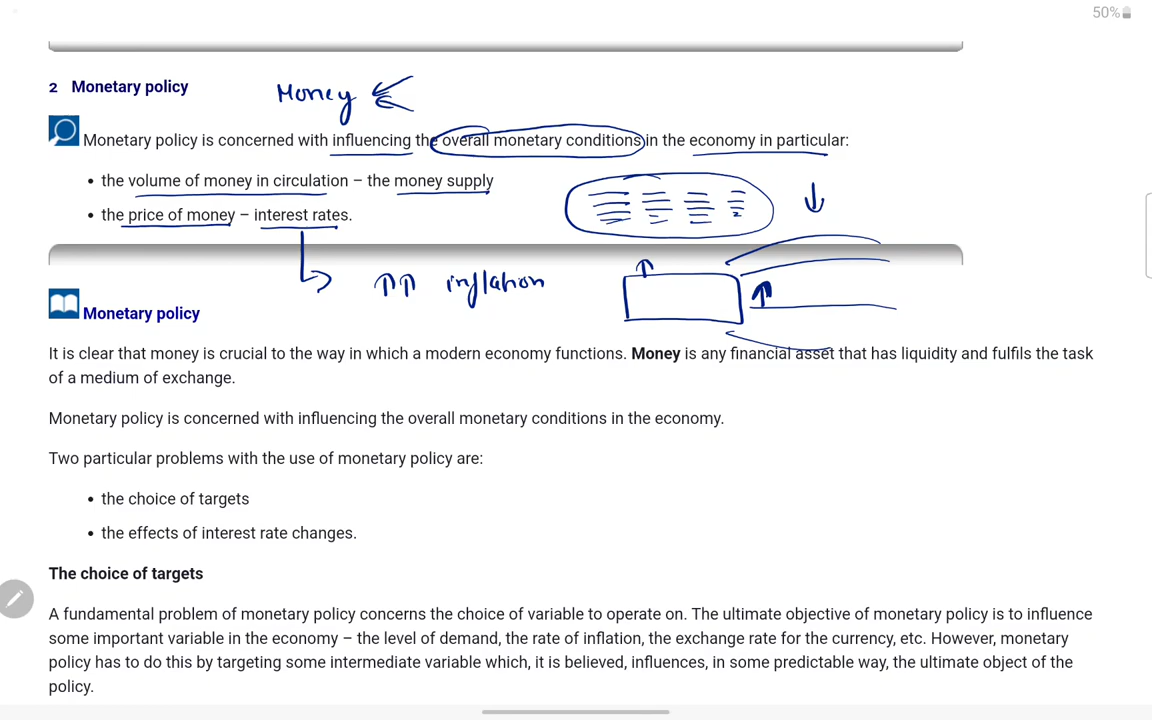 50%
2 Monetary policy
Money
Monetary policy is concerned with influencing the overall monetary conditions in the economy in particular:
• the volume of money in circulation – the money supply
• the price of money – interest rates.
↑↑ inflation
Monetary policy
It is clear that money is crucial to the way in which a modern economy functions. Money is any financial asset that has liquidity and fulfils the task
of a medium of exchange.
Monetary policy is concerned with influencing the overall monetary conditions in the economy.
Two particular problems with the use of monetary policy are:
• the choice of targets
• the effects of interest rate changes.
The choice of targets
A fundamental problem of monetary policy concerns the choice of variable to operate on. The ultimate objective of monetary policy is to influence
some important variable in the economy – the level of demand, the rate of inflation, the exchange rate for the currency, etc. However, monetary
policy has to do this by targeting some intermediate variable which, it is believed, influences, in some predictable way, the ultimate object of the
policy.